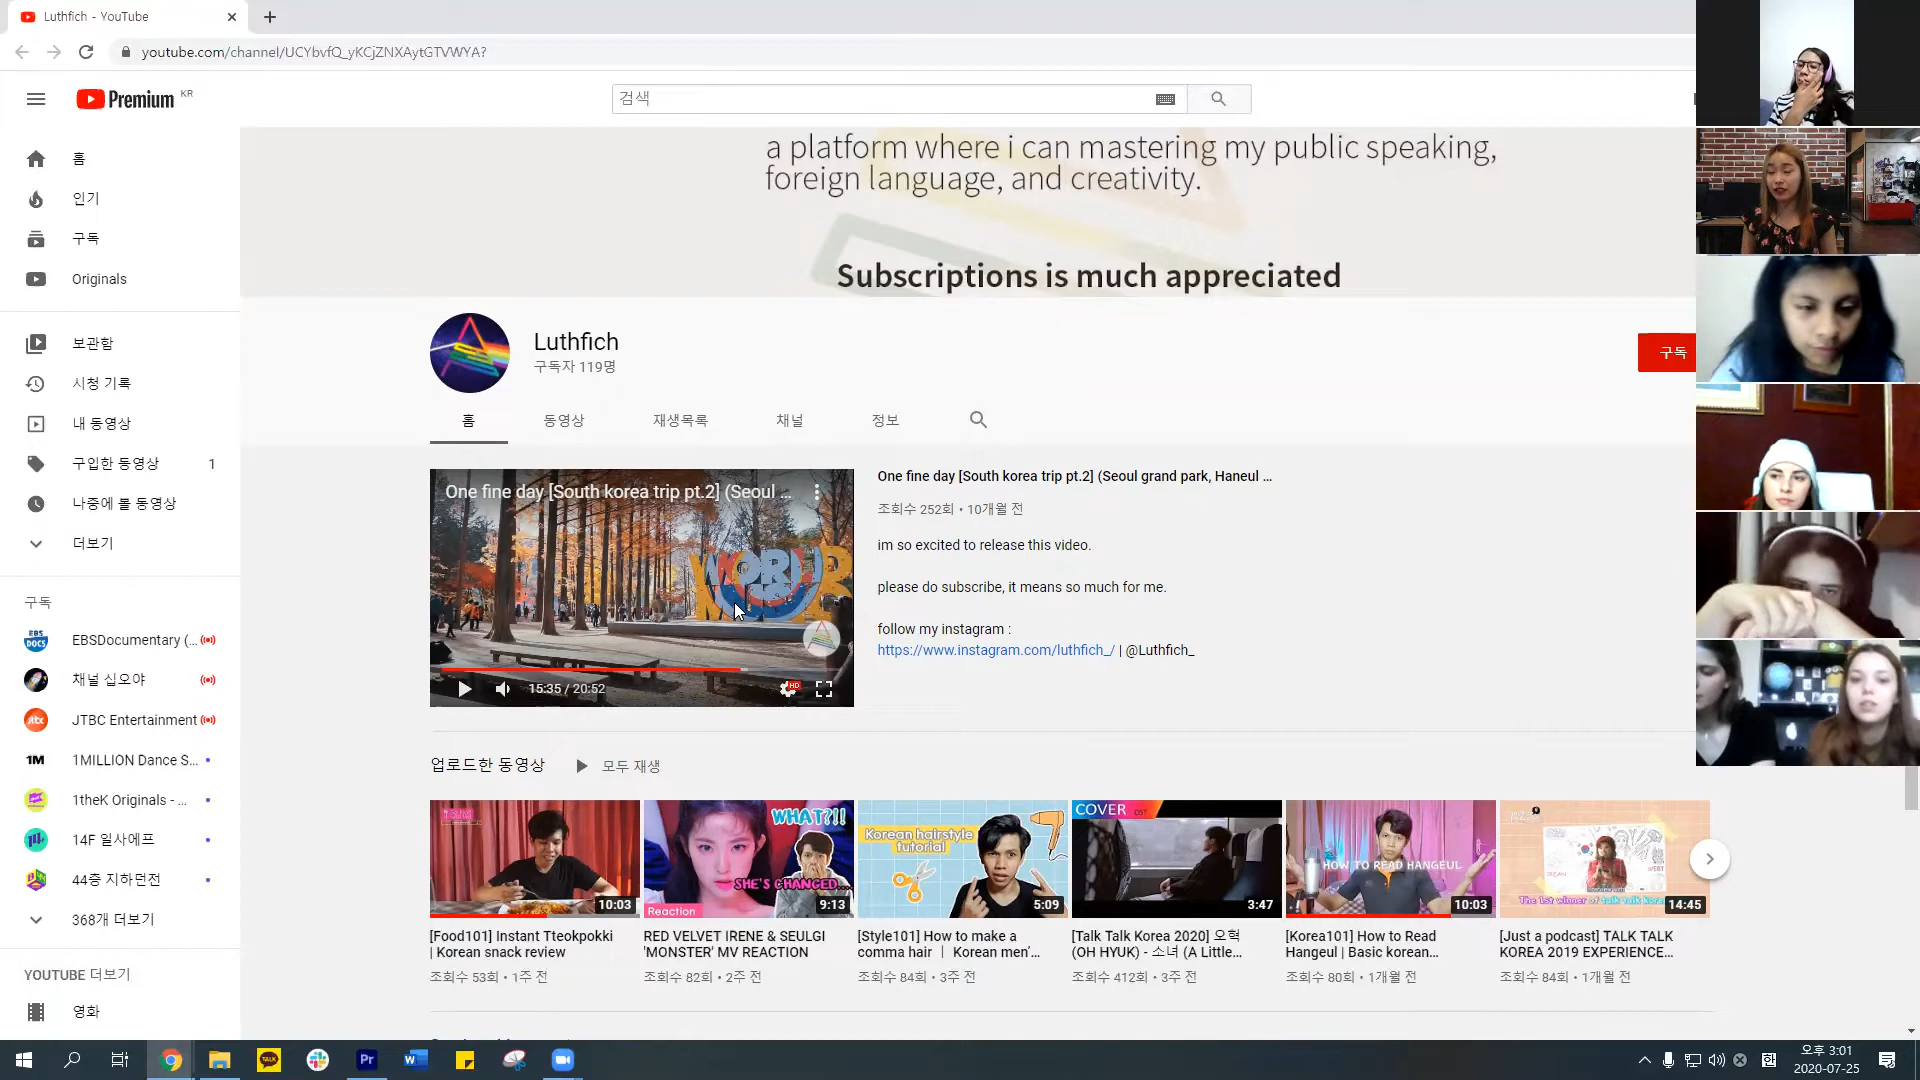 Luthfich - YouTube
youtube.com/channel/UCYbvfQ_yKCjZNXAytGTVWYA?
Premium KR
검색
홈
인기
구독
Originals
보관함
시청 기록
내 동영상
구입한 동영상 1
나중에 볼 동영상
더보기
구독
EBSDocumentary (...
채널 십오야
JTBC Entertainment
1MILLION Dance S...
1theK Originals - ...
14F 일사에프
44층 지하던전
368개 더보기
YOUTUBE 더보기
영화
a platform where i can mastering my public speaking,
foreign language, and creativity.
Subscriptions is much appreciated
Luthfich
구독자 119명
구독
홈 동영상 재생목록 채널 정보
One fine day [South korea trip pt.2] (Seoul ...
15:35 / 20:52
HD
One fine day [South korea trip pt.2] (Seoul grand park, Haneul ...
조회수 252회 • 10개월 전
im so excited to release this video.
please do subscribe, it means so much for me.
follow my instagram :
https://www.instagram.com/luthfich_/ | @Luthfich_
업로드한 동영상 모두 재생
10:03
[Food101] Instant Tteokpokki
| Korean snack review
조회수 53회 • 1주 전
WHAT?!!
SHE'S CHANGED...
Reaction
9:13
RED VELVET IRENE & SEULGI
'MONSTER' MV REACTION
조회수 82회 • 2주 전
Korean hairstyle
tutorial
5:09
[Style101] How to make a
comma hair ㅣ Korean men'...
조회수 84회 • 3주 전
COVER OST
3:47
[Talk Talk Korea 2020] 오혁
(OH HYUK) - 소녀 (A Little...
조회수 412회 • 3주 전
HOW TO READ HANGEUL
10:03
[Korea101] How to Read
Hangeul | Basic korean...
조회수 80회 • 1개월 전
The 1st winner of talk talk korea
14:45
[Just a podcast] TALK TALK
KOREA 2019 EXPERIENCE...
조회수 84회 • 1개월 전
오후 3:01
2020-07-25